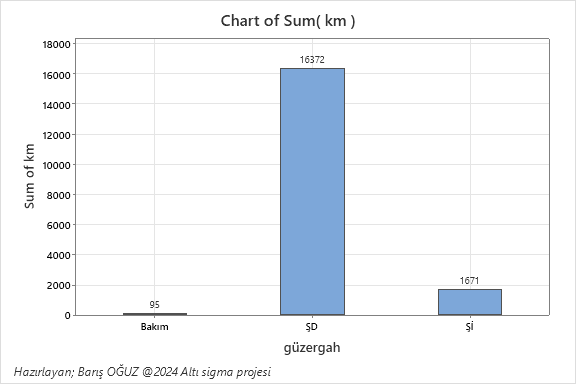 Chart of Sum( km )
18000
16000
14000
12000
10000
8000
6000
4000
2000
0
Sum of km
95
16372
1671
Bakım
ŞD
Şİ
güzergah
Hazırlayan; Barış OĞUZ @2024 Altı sigma projesi